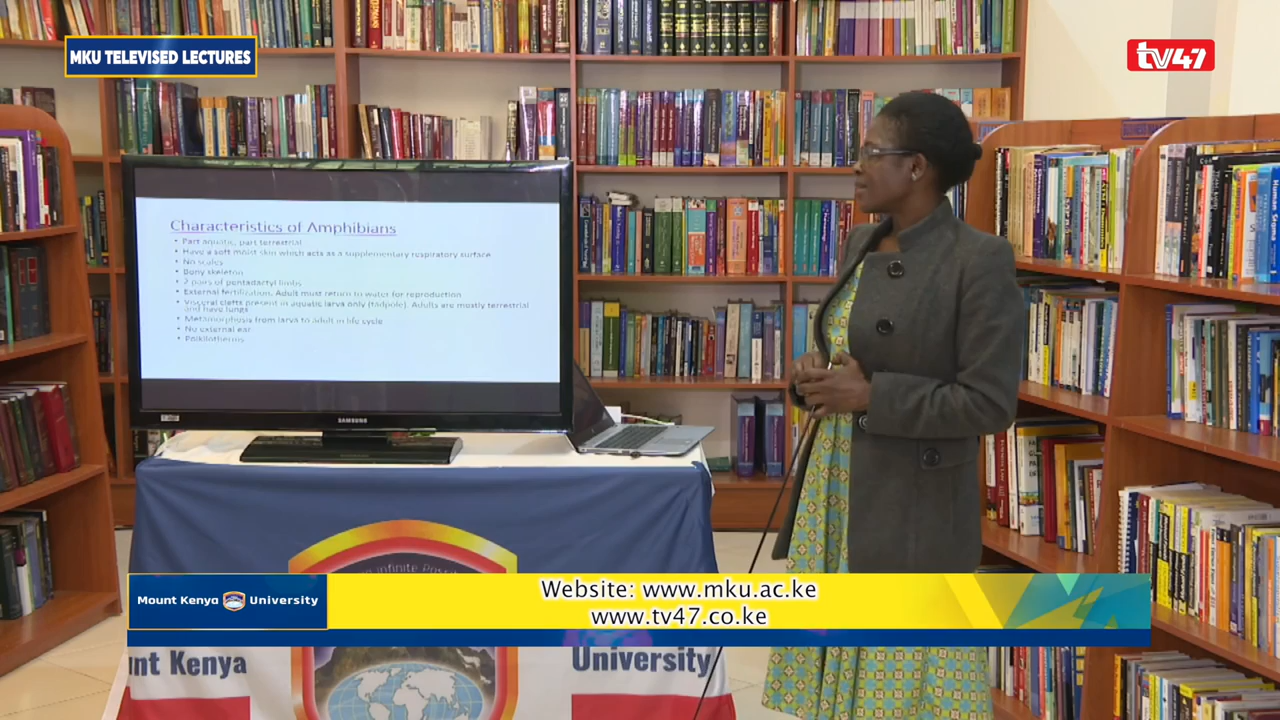 MKU TELEVISED LECTURES
tv47
Characteristics of Amphibians
• Part aquatic, part terrestrial
• Have a soft moist skin which acts as a supplementary respiratory surface
• No scales
• Bony skeleton
• 2 pairs of pentadactyl limbs
• External fertilization. Adult must return to water for reproduction
• Visceral clefts present in aquatic larva only (tadpole). Adults are mostly terrestrial
and have lungs
• Metamorphosis from larva to adult in life cycle
• No external ear
• Poikilotherms
SAMSUNG
Mount Kenya University
Website: www.mku.ac.ke
www.tv47.co.ke
unt Kenya
University